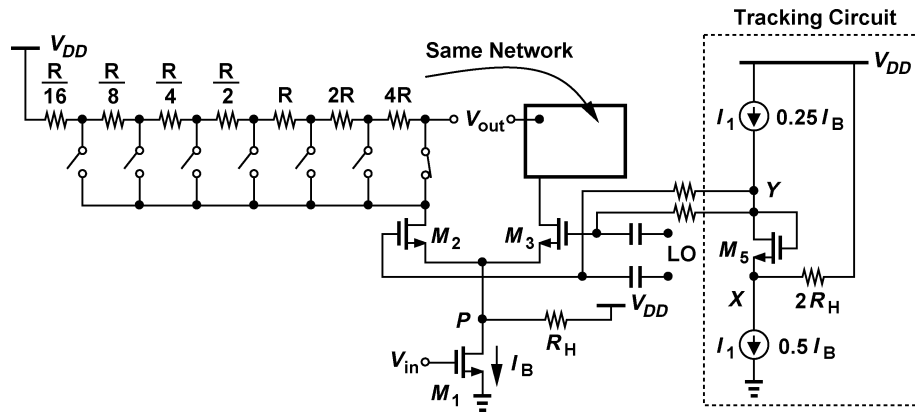 Tracking Circuit
V_DD
Same Network
V_DD
R/16
R/8
R/4
R/2
R
2R
4R
V_out
I_1
0.25 I_B
Y
M_2
M_3
LO
M_5
X
2R_H
V_DD
P
R_H
I_1
0.5 I_B
V_in
M_1
I_B